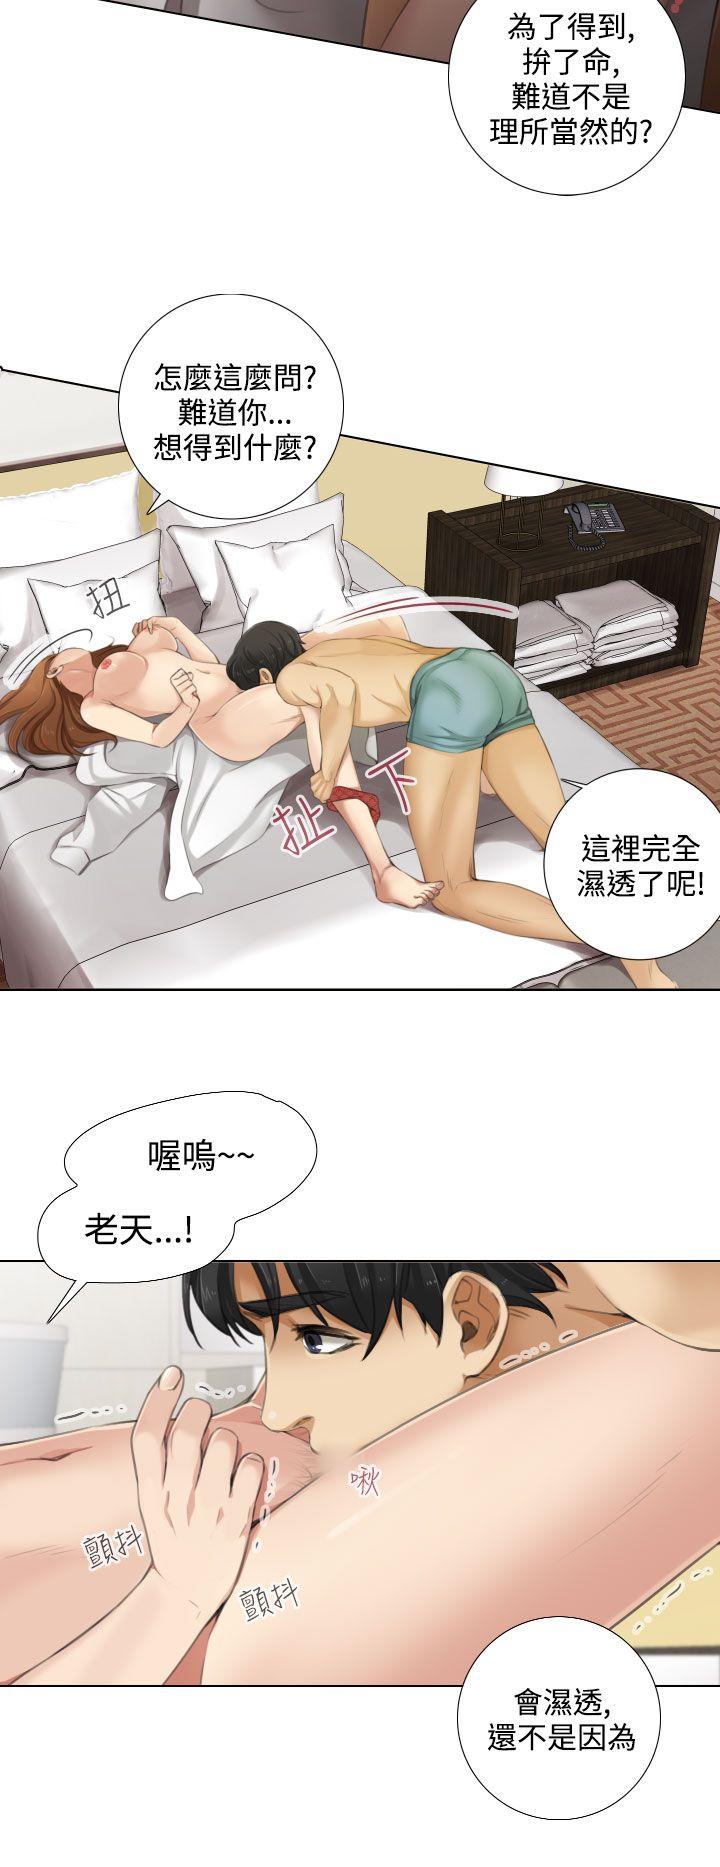 為了得到,
拚了命,
難道不是
理所當然的?
怎麼這麼問?
難道你...
想得到什麼?
扭
扯下
這裡完全
濕透了呢!
喔嗚~~
老天...!
啾
顫抖
顫抖
會濕透,
還不是因為